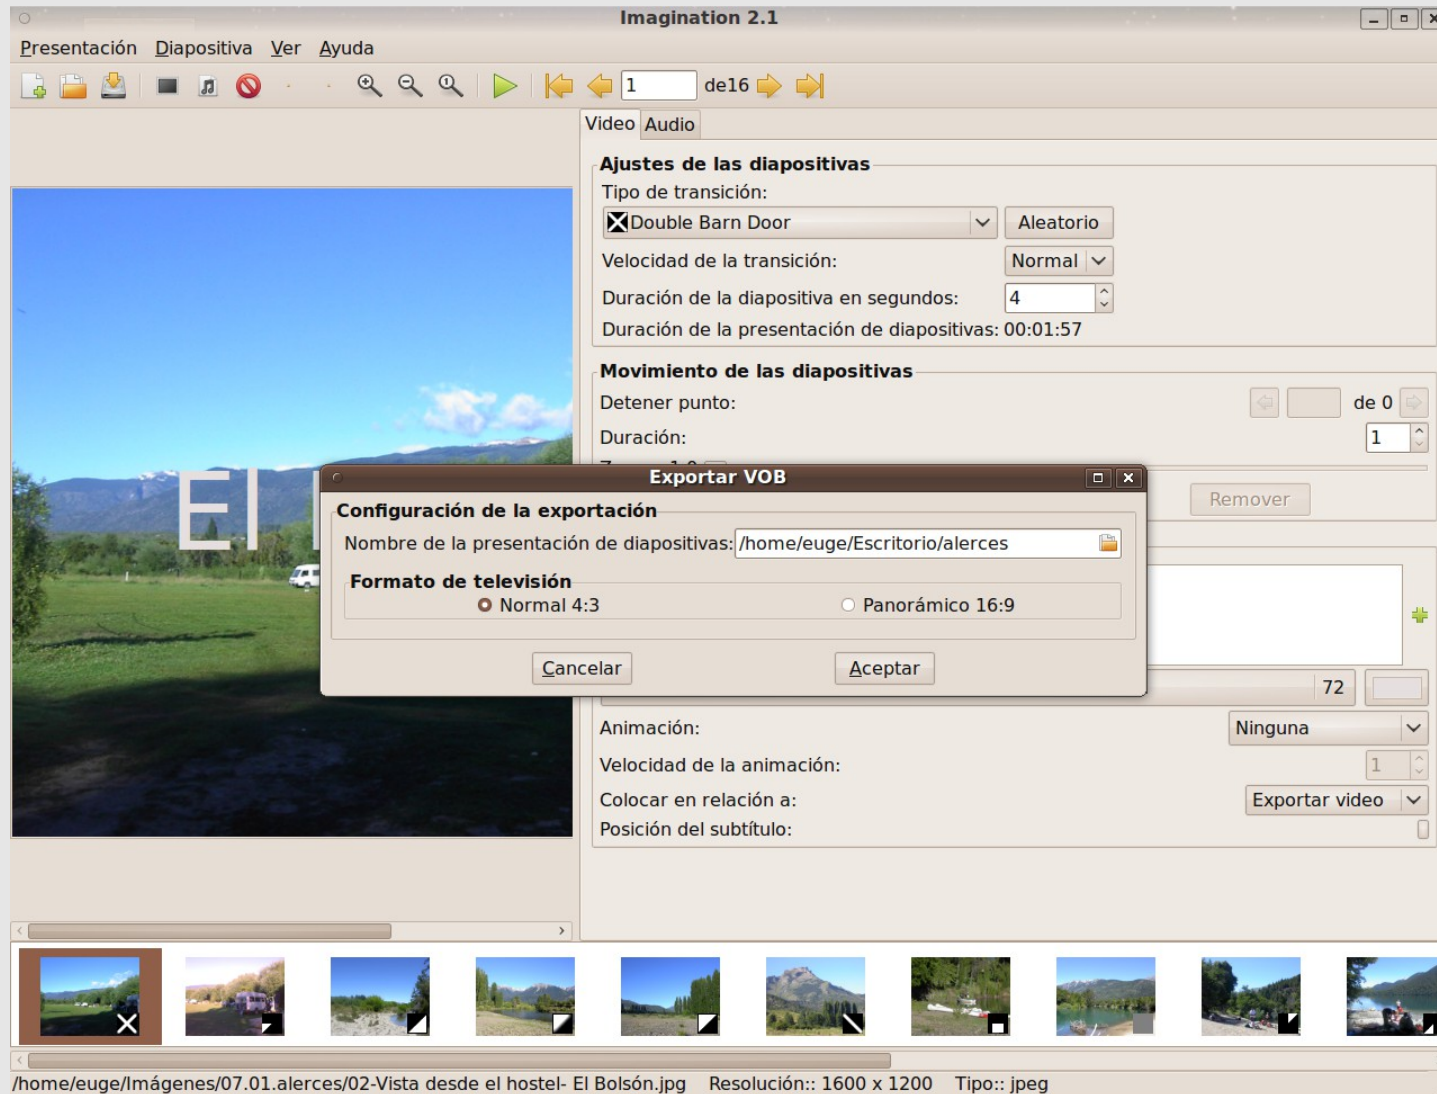 Imagination 2.1
Presentación Diapositiva Ver Ayuda
1 de16
Video Audio
Ajustes de las diapositivas
Tipo de transición:
Double Barn Door Aleatorio
Velocidad de la transición: Normal
Duración de la diapositiva en segundos: 4
Duración de la presentación de diapositivas: 00:01:57
Movimiento de las diapositivas
Detener punto: de 0
Duración: 1
El
Exportar VOB
Configuración de la exportación
Nombre de la presentación de diapositivas: /home/euge/Escritorio/alerces
Formato de televisión
Normal 4:3 Panorámico 16:9
Cancelar Aceptar
Remover
72
Animación: Ninguna
Velocidad de la animación: 1
Colocar en relación a: Exportar video
Posición del subtítulo:
/home/euge/Imágenes/07.01.alerces/02-Vista desde el hostel- El Bolsón.jpg Resolución:: 1600 x 1200 Tipo:: jpeg